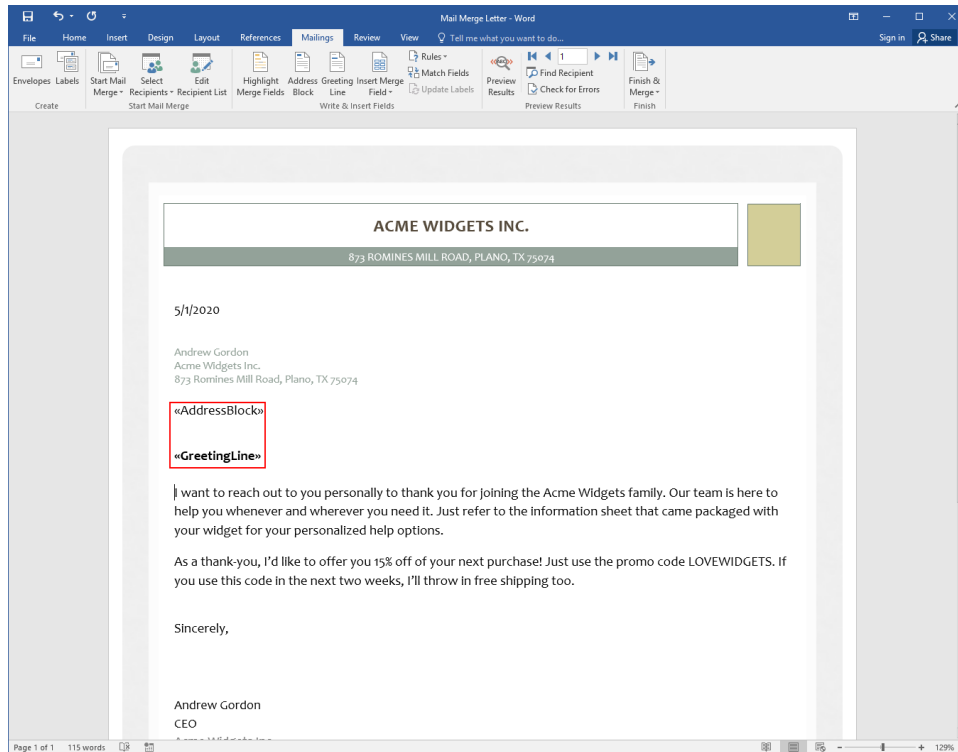 Mail Merge Letter - Word
File Home Insert Design Layout References Mailings Review View Tell me what you want to do... Sign in Share
Envelopes Labels Start Mail Merge Select Recipients Edit Recipient List Highlight Merge Fields Address Block Greeting Line Insert Merge Field Rules Match Fields Update Labels «ABC» Preview Results 1 Find Recipient Check for Errors Finish & Merge
Create Start Mail Merge Write & Insert Fields Preview Results Finish
ACME WIDGETS INC.
873 ROMINES MILL ROAD, PLANO, TX 75074
5/1/2020
Andrew Gordon
Acme Widgets Inc.
873 Romines Mill Road, Plano, TX 75074
«AddressBlock»
«GreetingLine»
I want to reach out to you personally to thank you for joining the Acme Widgets family. Our team is here to
help you whenever and wherever you need it. Just refer to the information sheet that came packaged with
your widget for your personalized help options.
As a thank-you, I'd like to offer you 15% off of your next purchase! Just use the promo code LOVEWIDGETS. If
you use this code in the next two weeks, I'll throw in free shipping too.
Sincerely,
Andrew Gordon
CEO
Acme Widgets Inc.
Page 1 of 1 115 words 129%